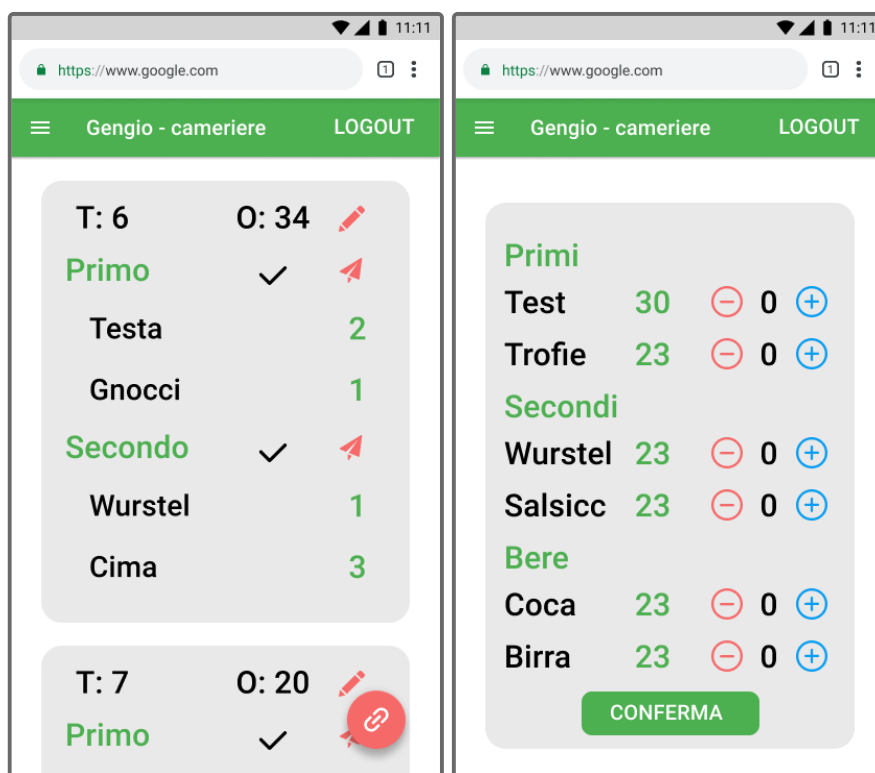 11:11
https://www.google.com 1
Gengio - cameriere LOGOUT
T: 6 O: 34
Primo
Testa 2
Gnocci 1
Secondo
Wurstel 1
Cima 3
T: 7 O: 20
Primo
11:11
https://www.google.com 1
Gengio - cameriere LOGOUT
Primi
Test 30 0
Trofie 23 0
Secondi
Wurstel 23 0
Salsicc 23 0
Bere
Coca 23 0
Birra 23 0
CONFERMA